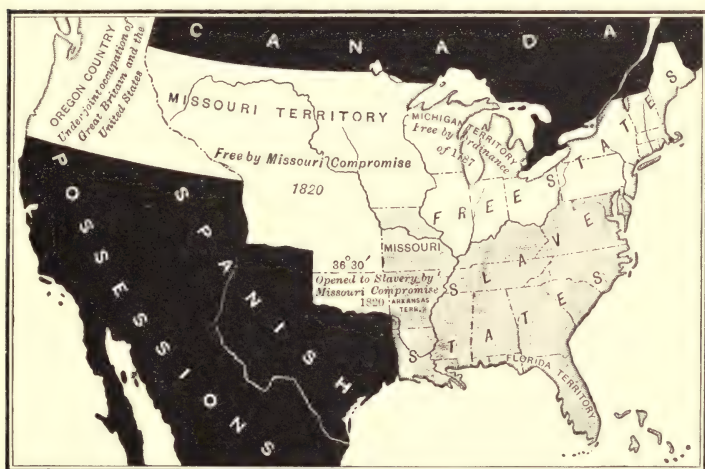 CANADA
OREGON COUNTRY
Under joint occupation of
Great Britain and the
United States
MISSOURI TERRITORY
Free by Missouri Compromise
1820
MICHIGAN TERRITORY
Free by Ordinance
of 1787
FREE STATES
SLAVE
STATES
MISSOURI
36°30′
Opened to Slavery by
Missouri Compromise
1820
ARKANSAS
TERR.
FLORIDA TERRITORY
SPANISH
POSSESSIONS